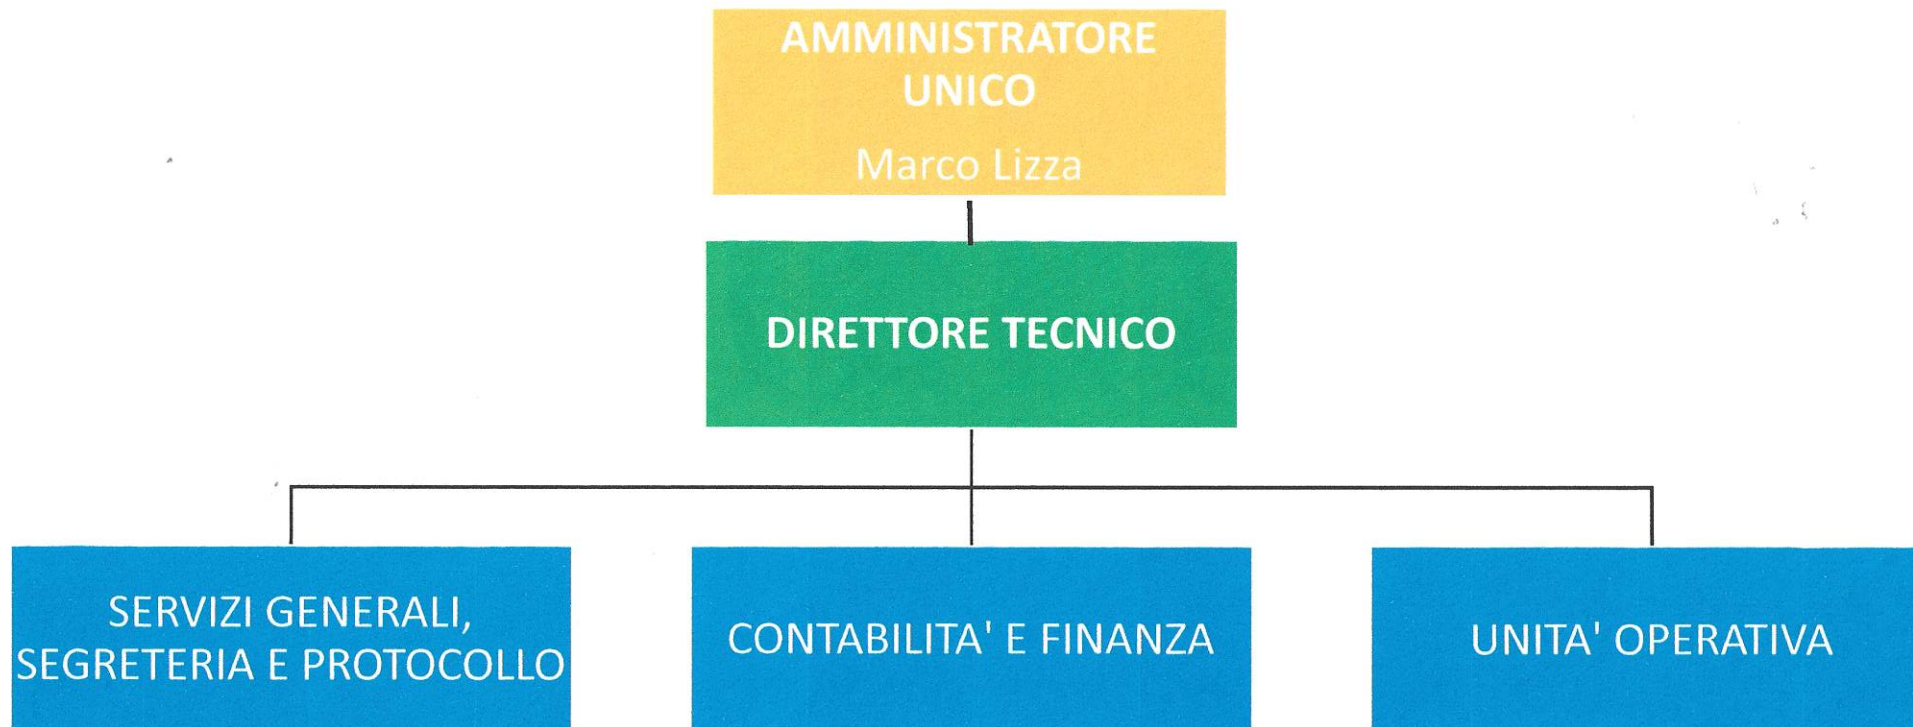 AMMINISTRATORE
UNICO
Marco Lizza
DIRETTORE TECNICO
SERVIZI GENERALI,
SEGRETERIA E PROTOCOLLO
CONTABILITA' E FINANZA
UNITA' OPERATIVA